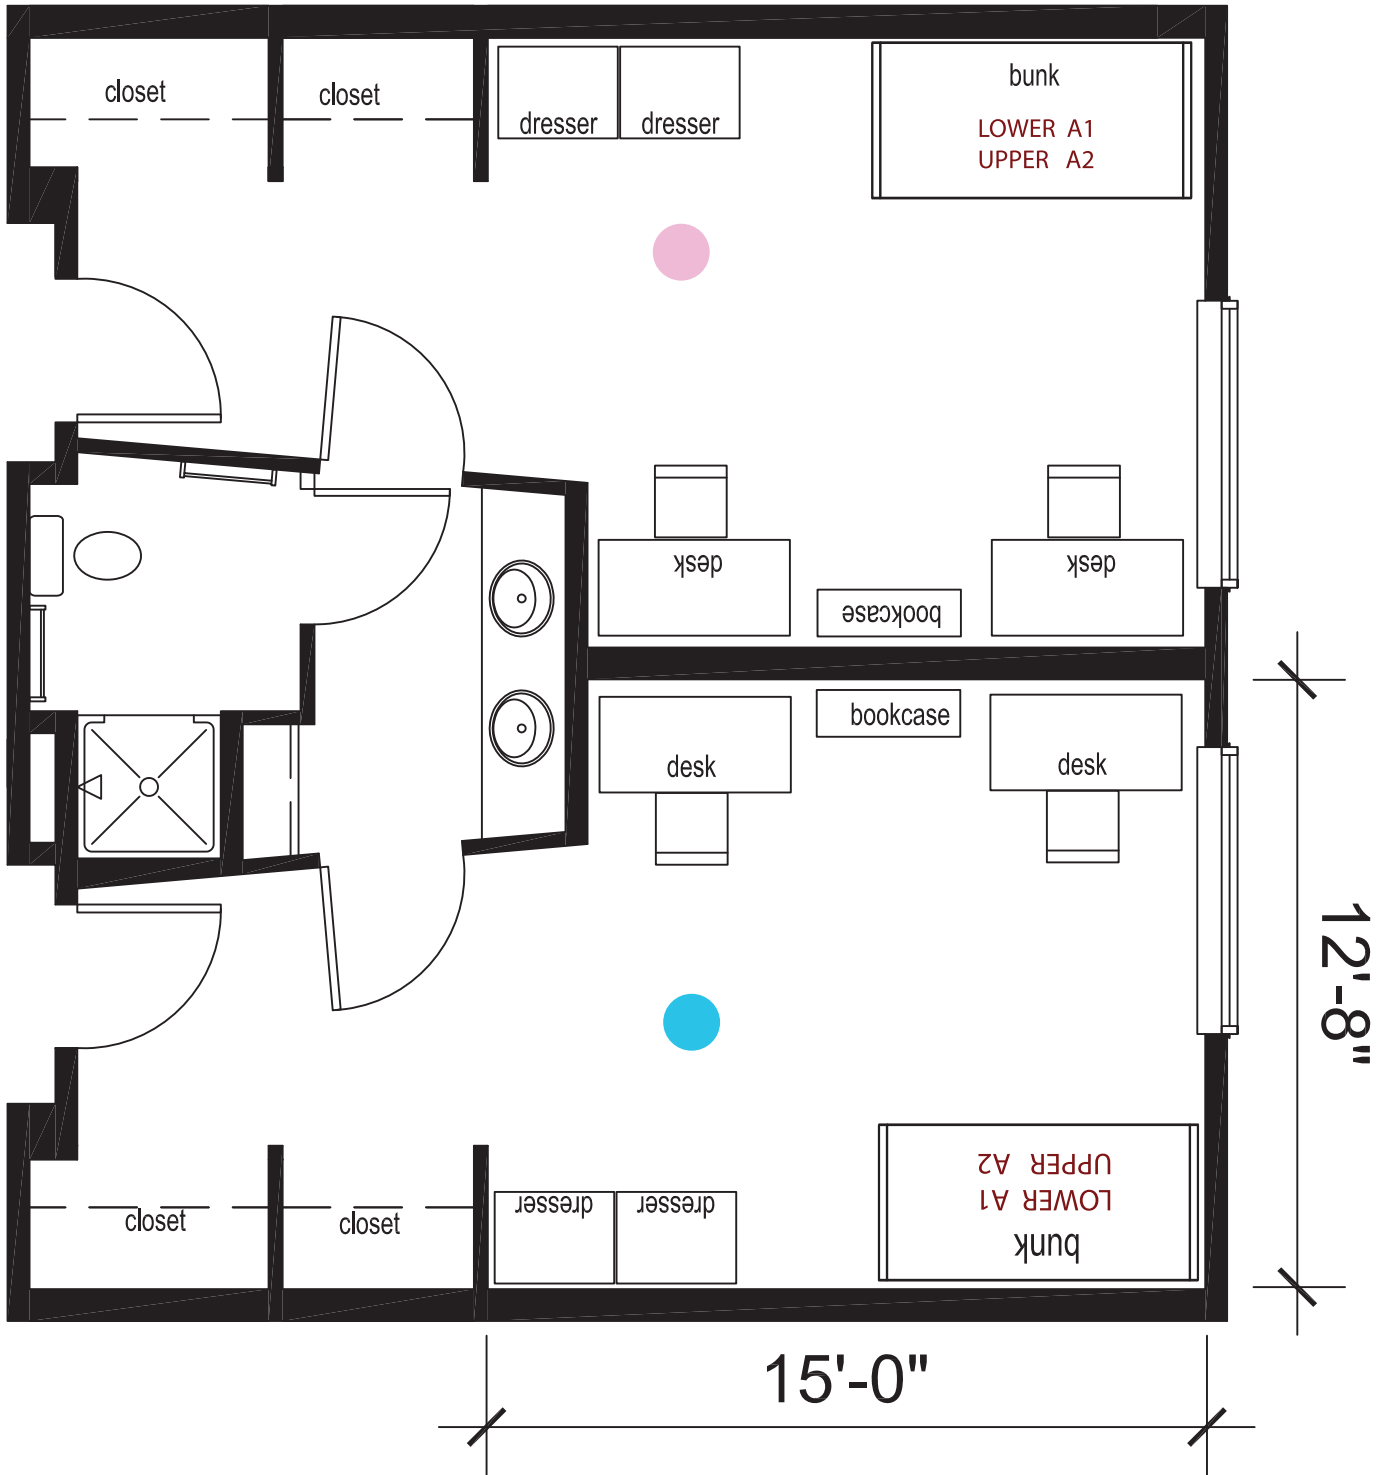 closet
closet
dresser
dresser
bunk
LOWER A1
UPPER A2
desk
desk
bookcase
bookcase
desk
desk
12'-8"
UPPER A2
LOWER A1
bunk
dresser
dresser
closet
closet
15'-0"